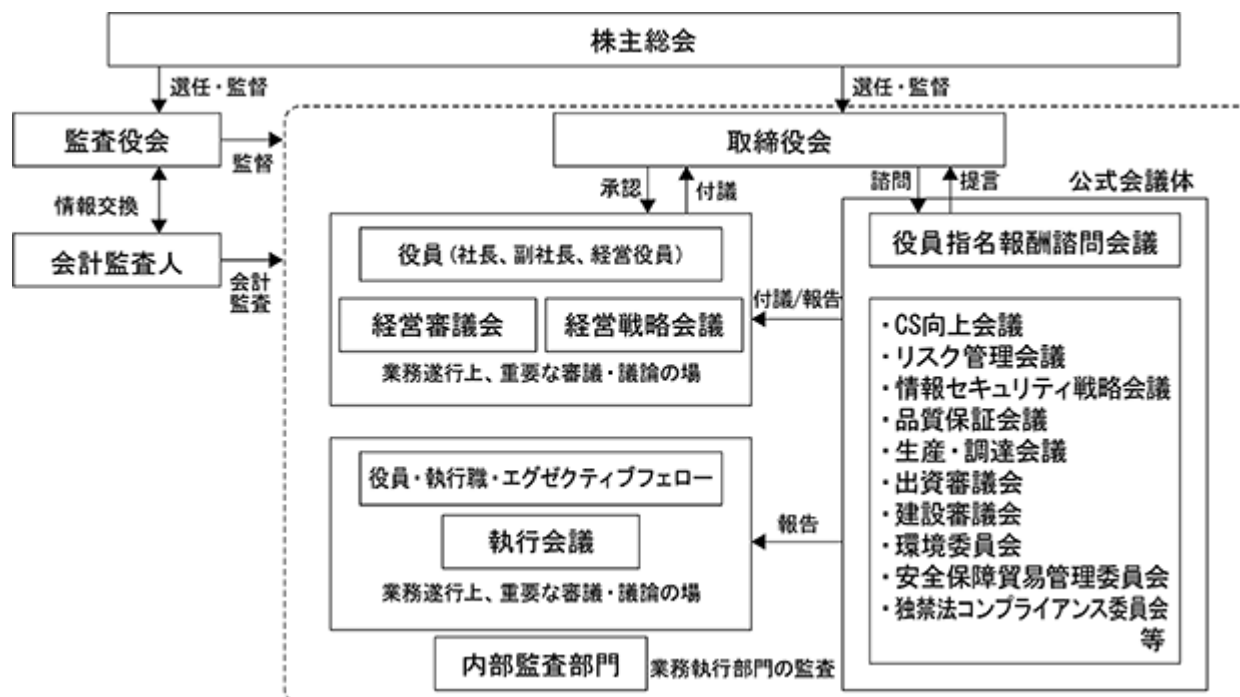 株主総会
選任・監督
選任・監督
監査役会
監督
取締役会
情報交換
承認
付議
諮問
提言
公式会議体
会計監査人
会計
監査
役員(社長、副社長、経営役員)
経営審議会
経営戦略会議
業務遂行上、重要な審議・議論の場
付議/報告
役員指名報酬諮問会議
・CS向上会議
・リスク管理会議
・情報セキュリティ戦略会議
・品質保証会議
・生産・調達会議
・出資審議会
・建設審議会
・環境委員会
・安全保障貿易管理委員会
・独禁法コンプライアンス委員会
等
役員・執行職・エグゼクティブフェロー
執行会議
業務遂行上、重要な審議・議論の場
報告
内部監査部門
業務執行部門の監査